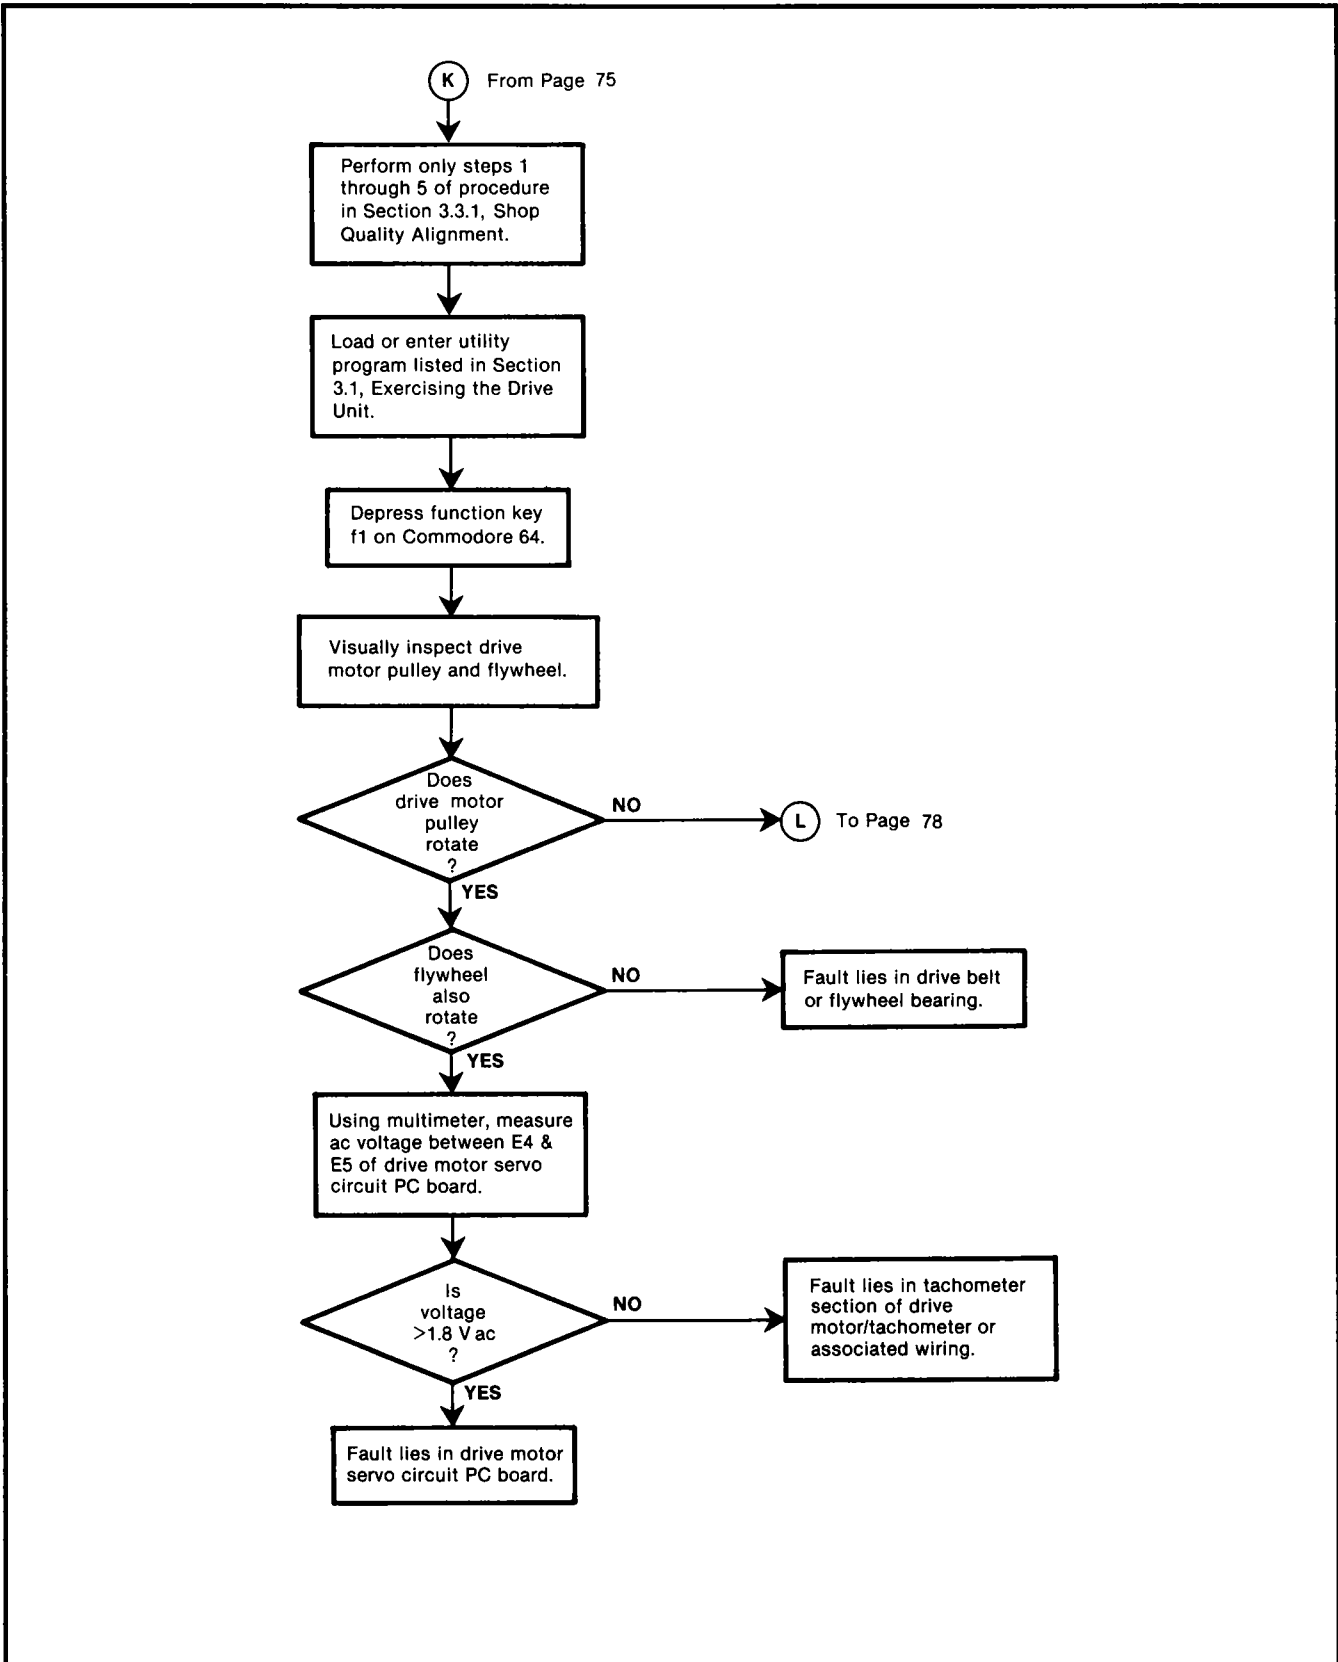 K From Page 75
Perform only steps 1
through 5 of procedure
in Section 3.3.1, Shop
Quality Alignment.
Load or enter utility
program listed in Section
3.1, Exercising the Drive
Unit.
Depress function key
f1 on Commodore 64.
Visually inspect drive
motor pulley and flywheel.
Does
drive motor
pulley
rotate
?
NO
L To Page 78
YES
Does
flywheel
also
rotate
?
NO
Fault lies in drive belt
or flywheel bearing.
YES
Using multimeter, measure
ac voltage between E4 &
E5 of drive motor servo
circuit PC board.
Is
voltage
>1.8 V ac
?
NO
Fault lies in tachometer
section of drive
motor/tachometer or
associated wiring.
YES
Fault lies in drive motor
servo circuit PC board.